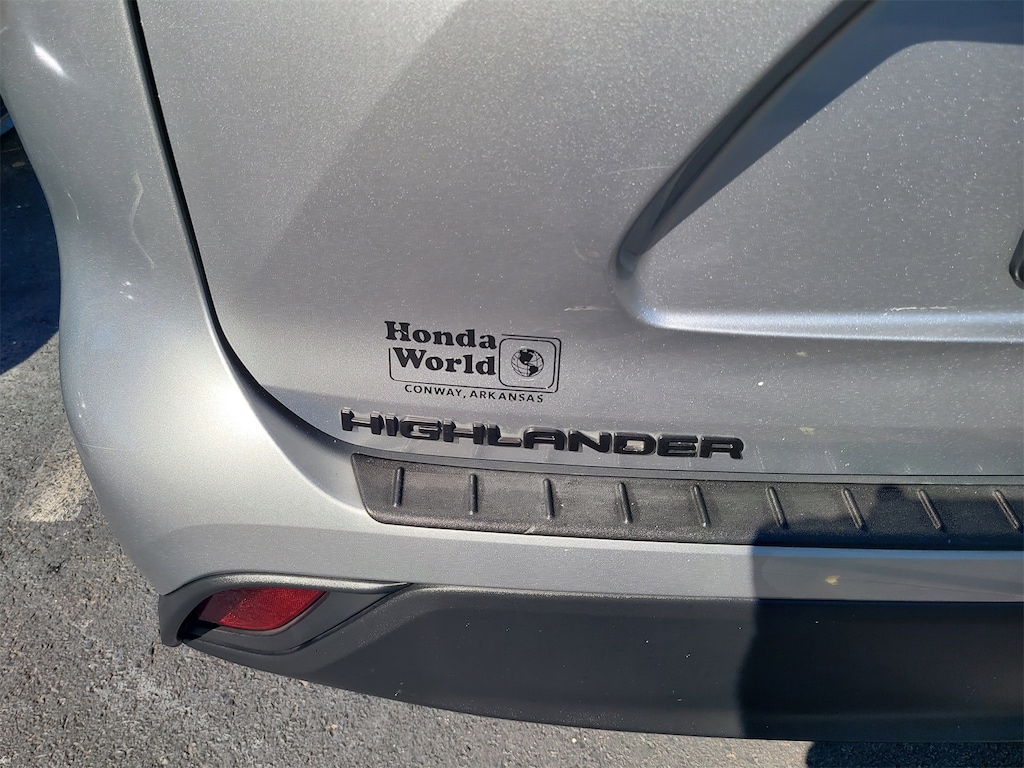 Honda
World
CONWAY, ARKANSAS
HIGHLANDER